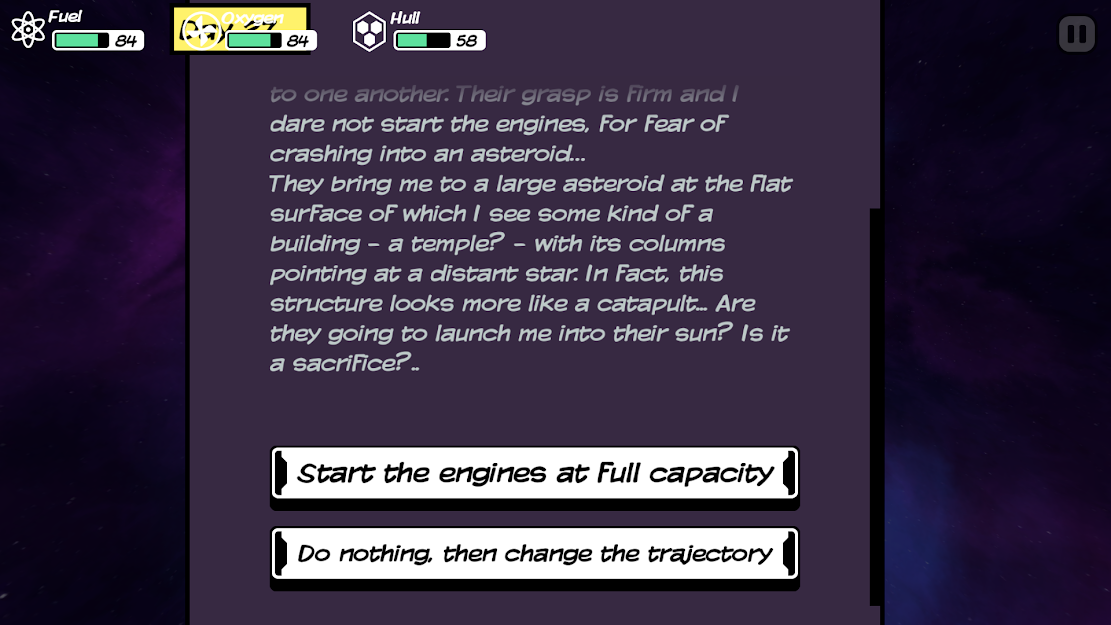 Fuel
84
Oxygen
84
Hull
58
to one another. Their grasp is firm and I
dare not start the engines, for fear of
crashing into an asteroid...
They bring me to a large asteroid at the flat
surface of which I see some kind of a
building - a temple? - with its columns
pointing at a distant star. In fact, this
structure looks more like a catapult... Are
they going to launch me into their sun? Is it
a sacrifice?..
Start the engines at full capacity
Do nothing, then change the trajectory